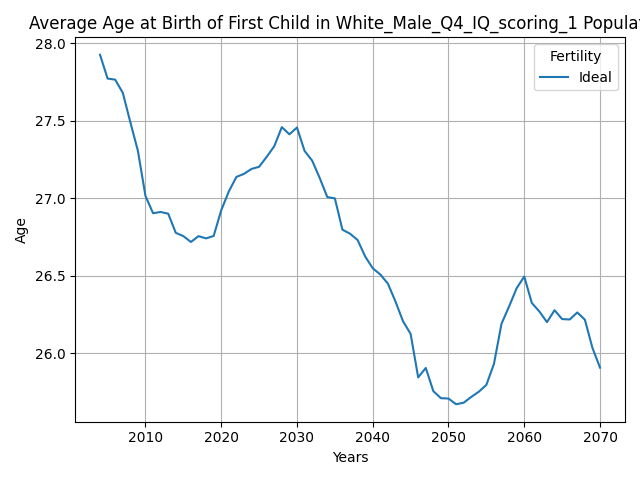 Average Age at Birth of First Child in White_Male_Q4_IQ_scoring_1 Populat
28.0
27.5
27.0
26.5
26.0
Age
Fertility
Ideal
2010 2020 2030 2040 2050 2060 2070
Years